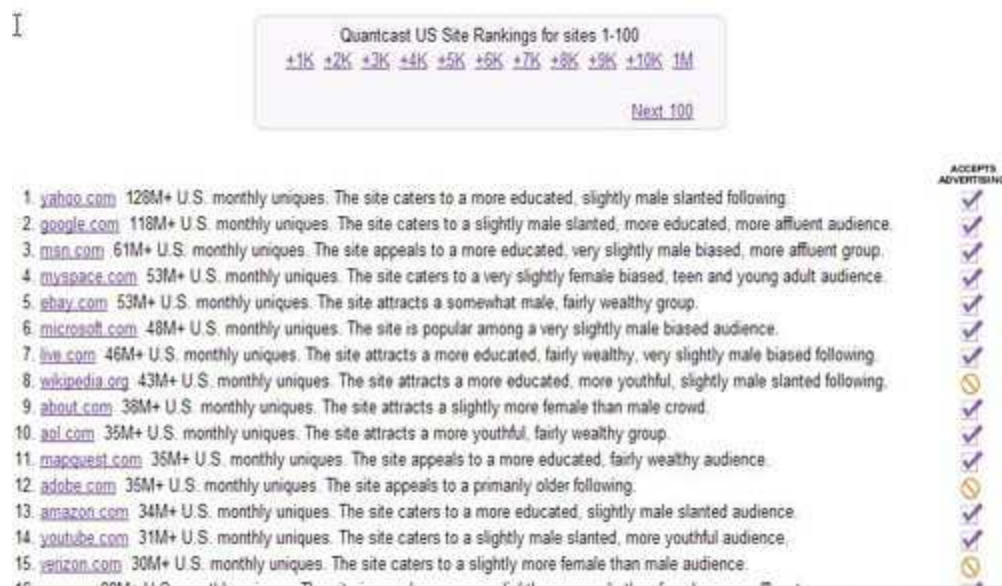 Quantcast US Site Rankings for sites 1-100
+1K +2K +3K +4K +5K +6K +7K +8K +9K +10K 1M
Next 100
ACCEPTS
ADVERTISING
1. yahoo.com 128M+ U.S. monthly uniques. The site caters to a more educated, slightly male slanted following.
2. google.com 118M+ U.S. monthly uniques. The site caters to a slightly male slanted, more educated, more affluent audience.
3. msn.com 61M+ U.S. monthly uniques. The site appeals to a more educated, very slightly male biased, more affluent group.
4. myspace.com 53M+ U.S. monthly uniques. The site caters to a very slightly female biased, teen and young adult audience.
5. ebay.com 53M+ U.S. monthly uniques. The site attracts a somewhat male, fairly wealthy group.
6. microsoft.com 48M+ U.S. monthly uniques. The site is popular among a very slightly male biased audience.
7. live.com 46M+ U.S. monthly uniques. The site attracts a more educated, fairly wealthy, very slightly male biased following.
8. wikipedia.org 43M+ U.S. monthly uniques. The site attracts a more educated, more youthful, slightly male slanted following.
9. about.com 38M+ U.S. monthly uniques. The site attracts a slightly more female than male crowd.
10. aol.com 35M+ U.S. monthly uniques. The site attracts a more youthful, fairly wealthy group.
11. mapquest.com 35M+ U.S. monthly uniques. The site appeals to a more educated, fairly wealthy audience.
12. adobe.com 35M+ U.S. monthly uniques. The site appeals to a primarily older following.
13. amazon.com 34M+ U.S. monthly uniques. The site caters to a more educated, slightly male slanted audience.
14. youtube.com 31M+ U.S. monthly uniques. The site caters to a slightly male slanted, more youthful audience.
15. verizon.com 30M+ U.S. monthly uniques. The site caters to a slightly more female than male audience.